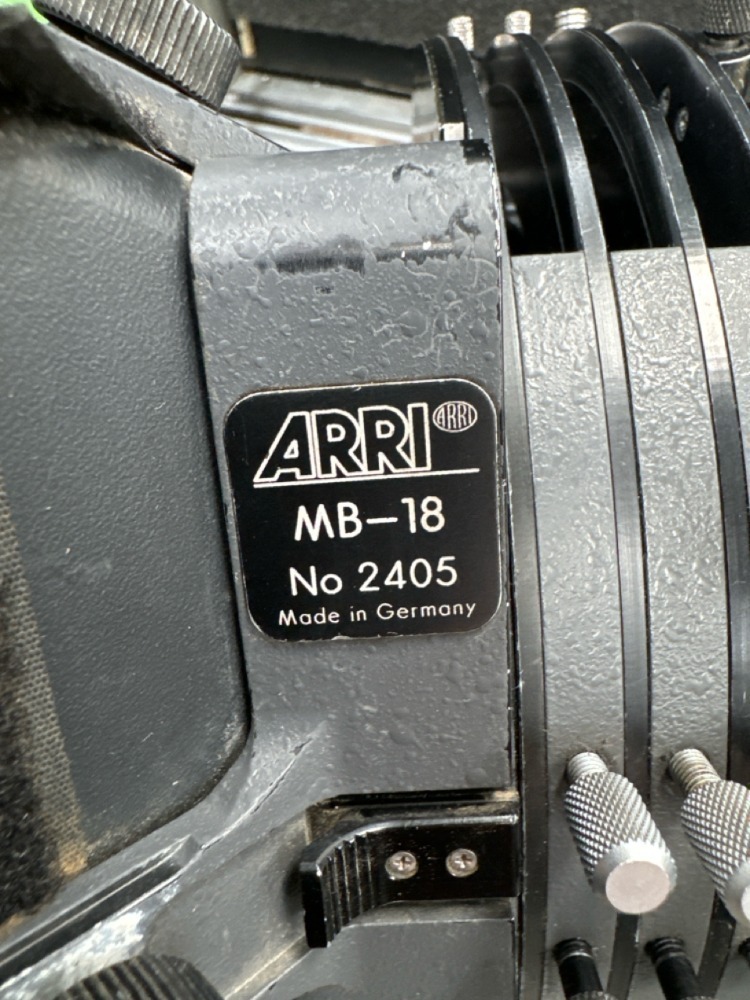 ARRI ARRI
MB-18
No 2405
Made in Germany